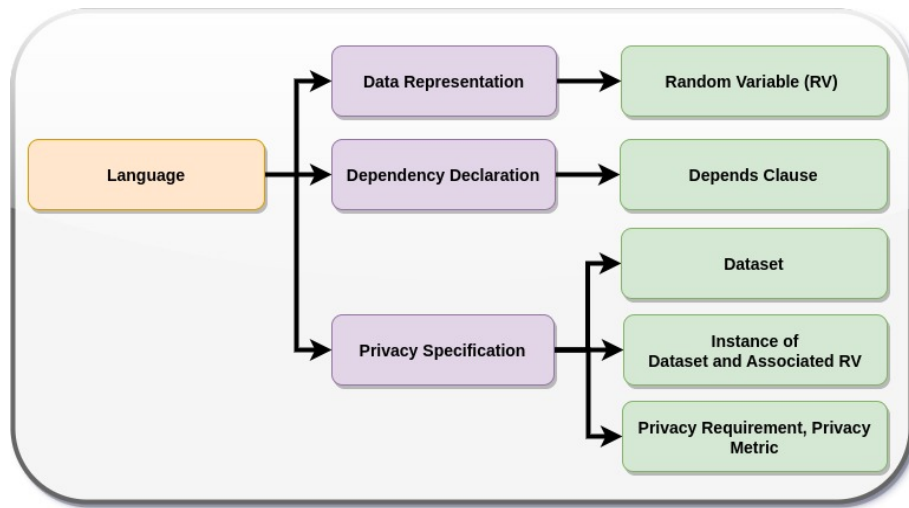 Data Representation
Random Variable (RV)
Language
Dependency Declaration
Depends Clause
Dataset
Privacy Specification
Instance of
Dataset and Associated RV
Privacy Requirement, Privacy
Metric